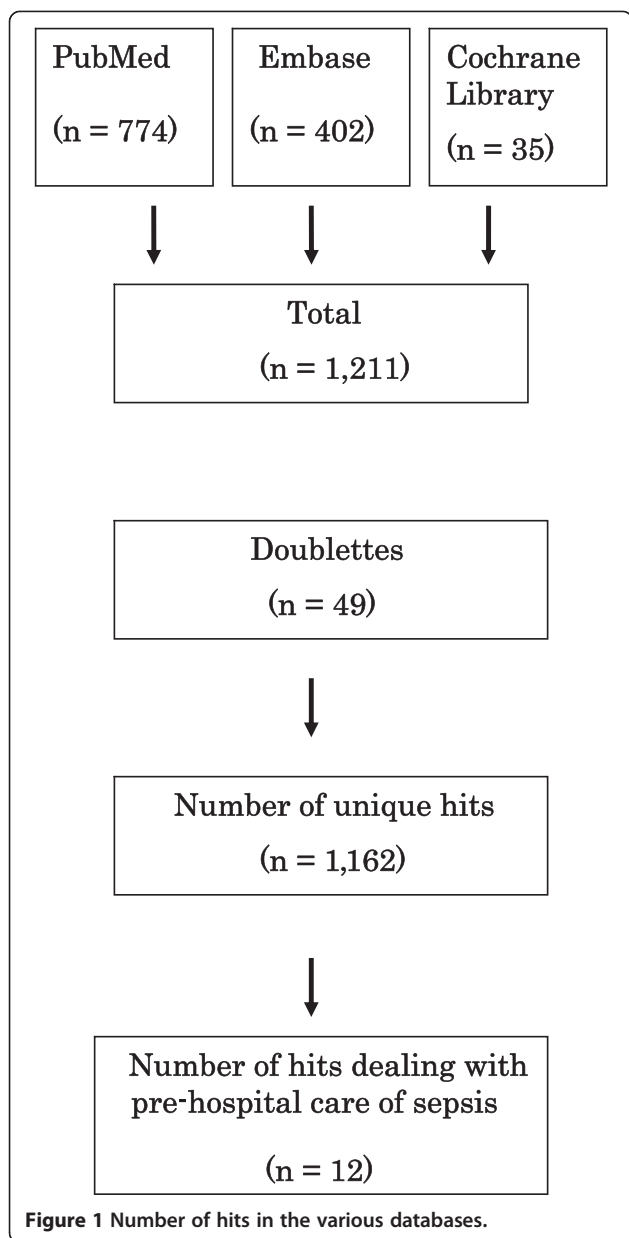 PubMed
(n = 774)
Embase
(n = 402)
Cochrane
Library
(n = 35)
Total
(n = 1,211)
Doublettes
(n = 49)
Number of unique hits
(n = 1,162)
Number of hits dealing with
pre-hospital care of sepsis
(n = 12)
Figure 1 Number of hits in the various databases.